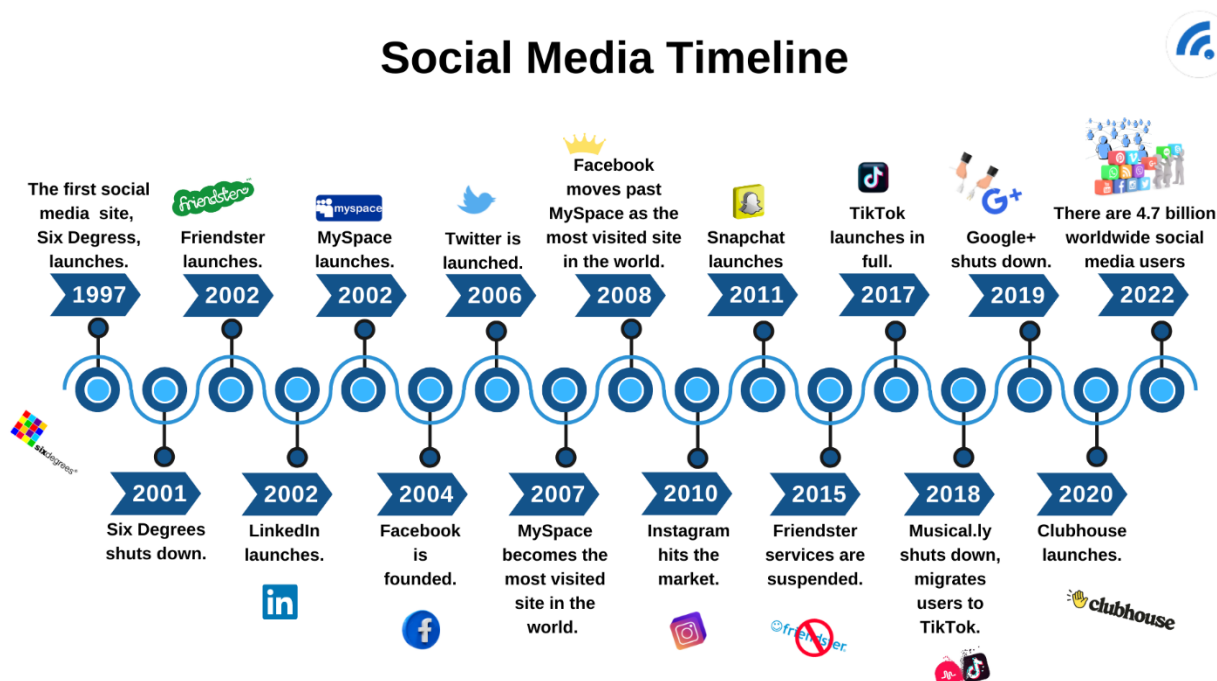 Social Media Timeline
The first social
media site,
Six Degress,
launches.
1997
friendster
Friendster
launches.
2002
myspace
MySpace
launches.
2002
Twitter is
launched.
2006
Facebook
moves past
MySpace as the
most visited site
in the world.
2008
Snapchat
launches
2011
TikTok
launches in
full.
2017
G+
Google+
shuts down.
2019
There are 4.7 billion
worldwide social
media users
2022
sixdegrees®
2001
Six Degrees
shuts down.
2002
LinkedIn
launches.
in
2004
Facebook
is
founded.
f
2007
MySpace
becomes the
most visited
site in the
world.
2010
Instagram
hits the
market.
2015
Friendster
services are
suspended.
friendster
2018
Musical.ly
shuts down,
migrates
users to
TikTok.
2020
Clubhouse
launches.
clubhouse